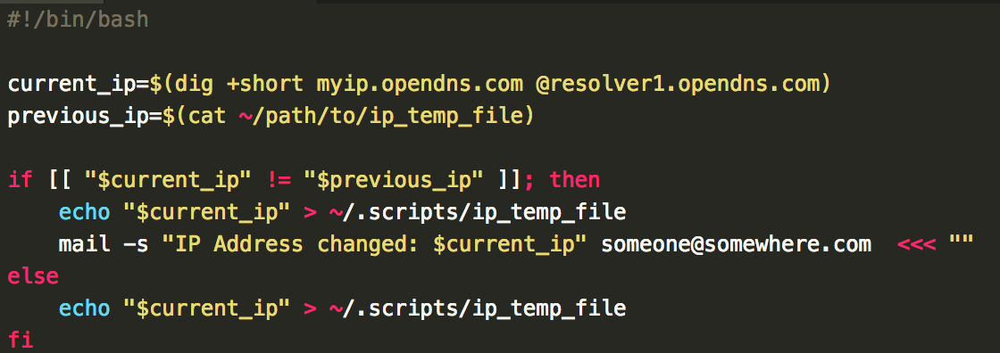 #!/bin/bash
current_ip=$(dig +short myip.opendns.com @resolver1.opendns.com)
previous_ip=$(cat ~/path/to/ip_temp_file)
if [[ "$current_ip" != "$previous_ip" ]]; then
    echo "$current_ip" > ~/.scripts/ip_temp_file
    mail -s "IP Address changed: $current_ip" someone@somewhere.com  <<< ""
else
    echo "$current_ip" > ~/.scripts/ip_temp_file
fi